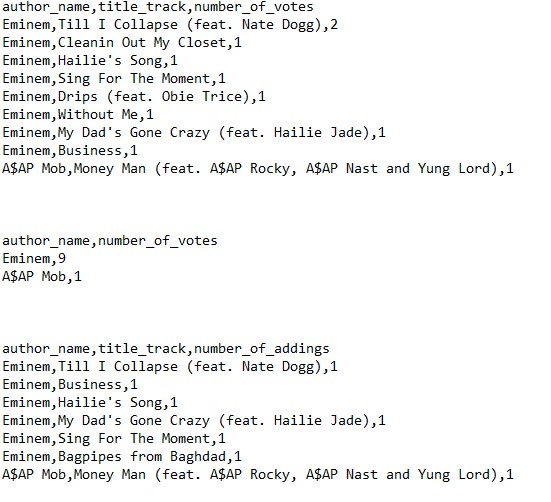 author_name,title_track,number_of_votes
Eminem,Till I Collapse (feat. Nate Dogg),2
Eminem,Cleanin Out My Closet,1
Eminem,Hailie's Song,1
Eminem,Sing For The Moment,1
Eminem,Drips (feat. Obie Trice),1
Eminem,Without Me,1
Eminem,My Dad's Gone Crazy (feat. Hailie Jade),1
Eminem,Business,1
A$AP Mob,Money Man (feat. A$AP Rocky, A$AP Nast and Yung Lord),1
author_name,number_of_votes
Eminem,9
A$AP Mob,1
author_name,title_track,number_of_addings
Eminem,Till I Collapse (feat. Nate Dogg),1
Eminem,Business,1
Eminem,Hailie's Song,1
Eminem,My Dad's Gone Crazy (feat. Hailie Jade),1
Eminem,Sing For The Moment,1
Eminem,Bagpipes from Baghdad,1
A$AP Mob,Money Man (feat. A$AP Rocky, A$AP Nast and Yung Lord),1